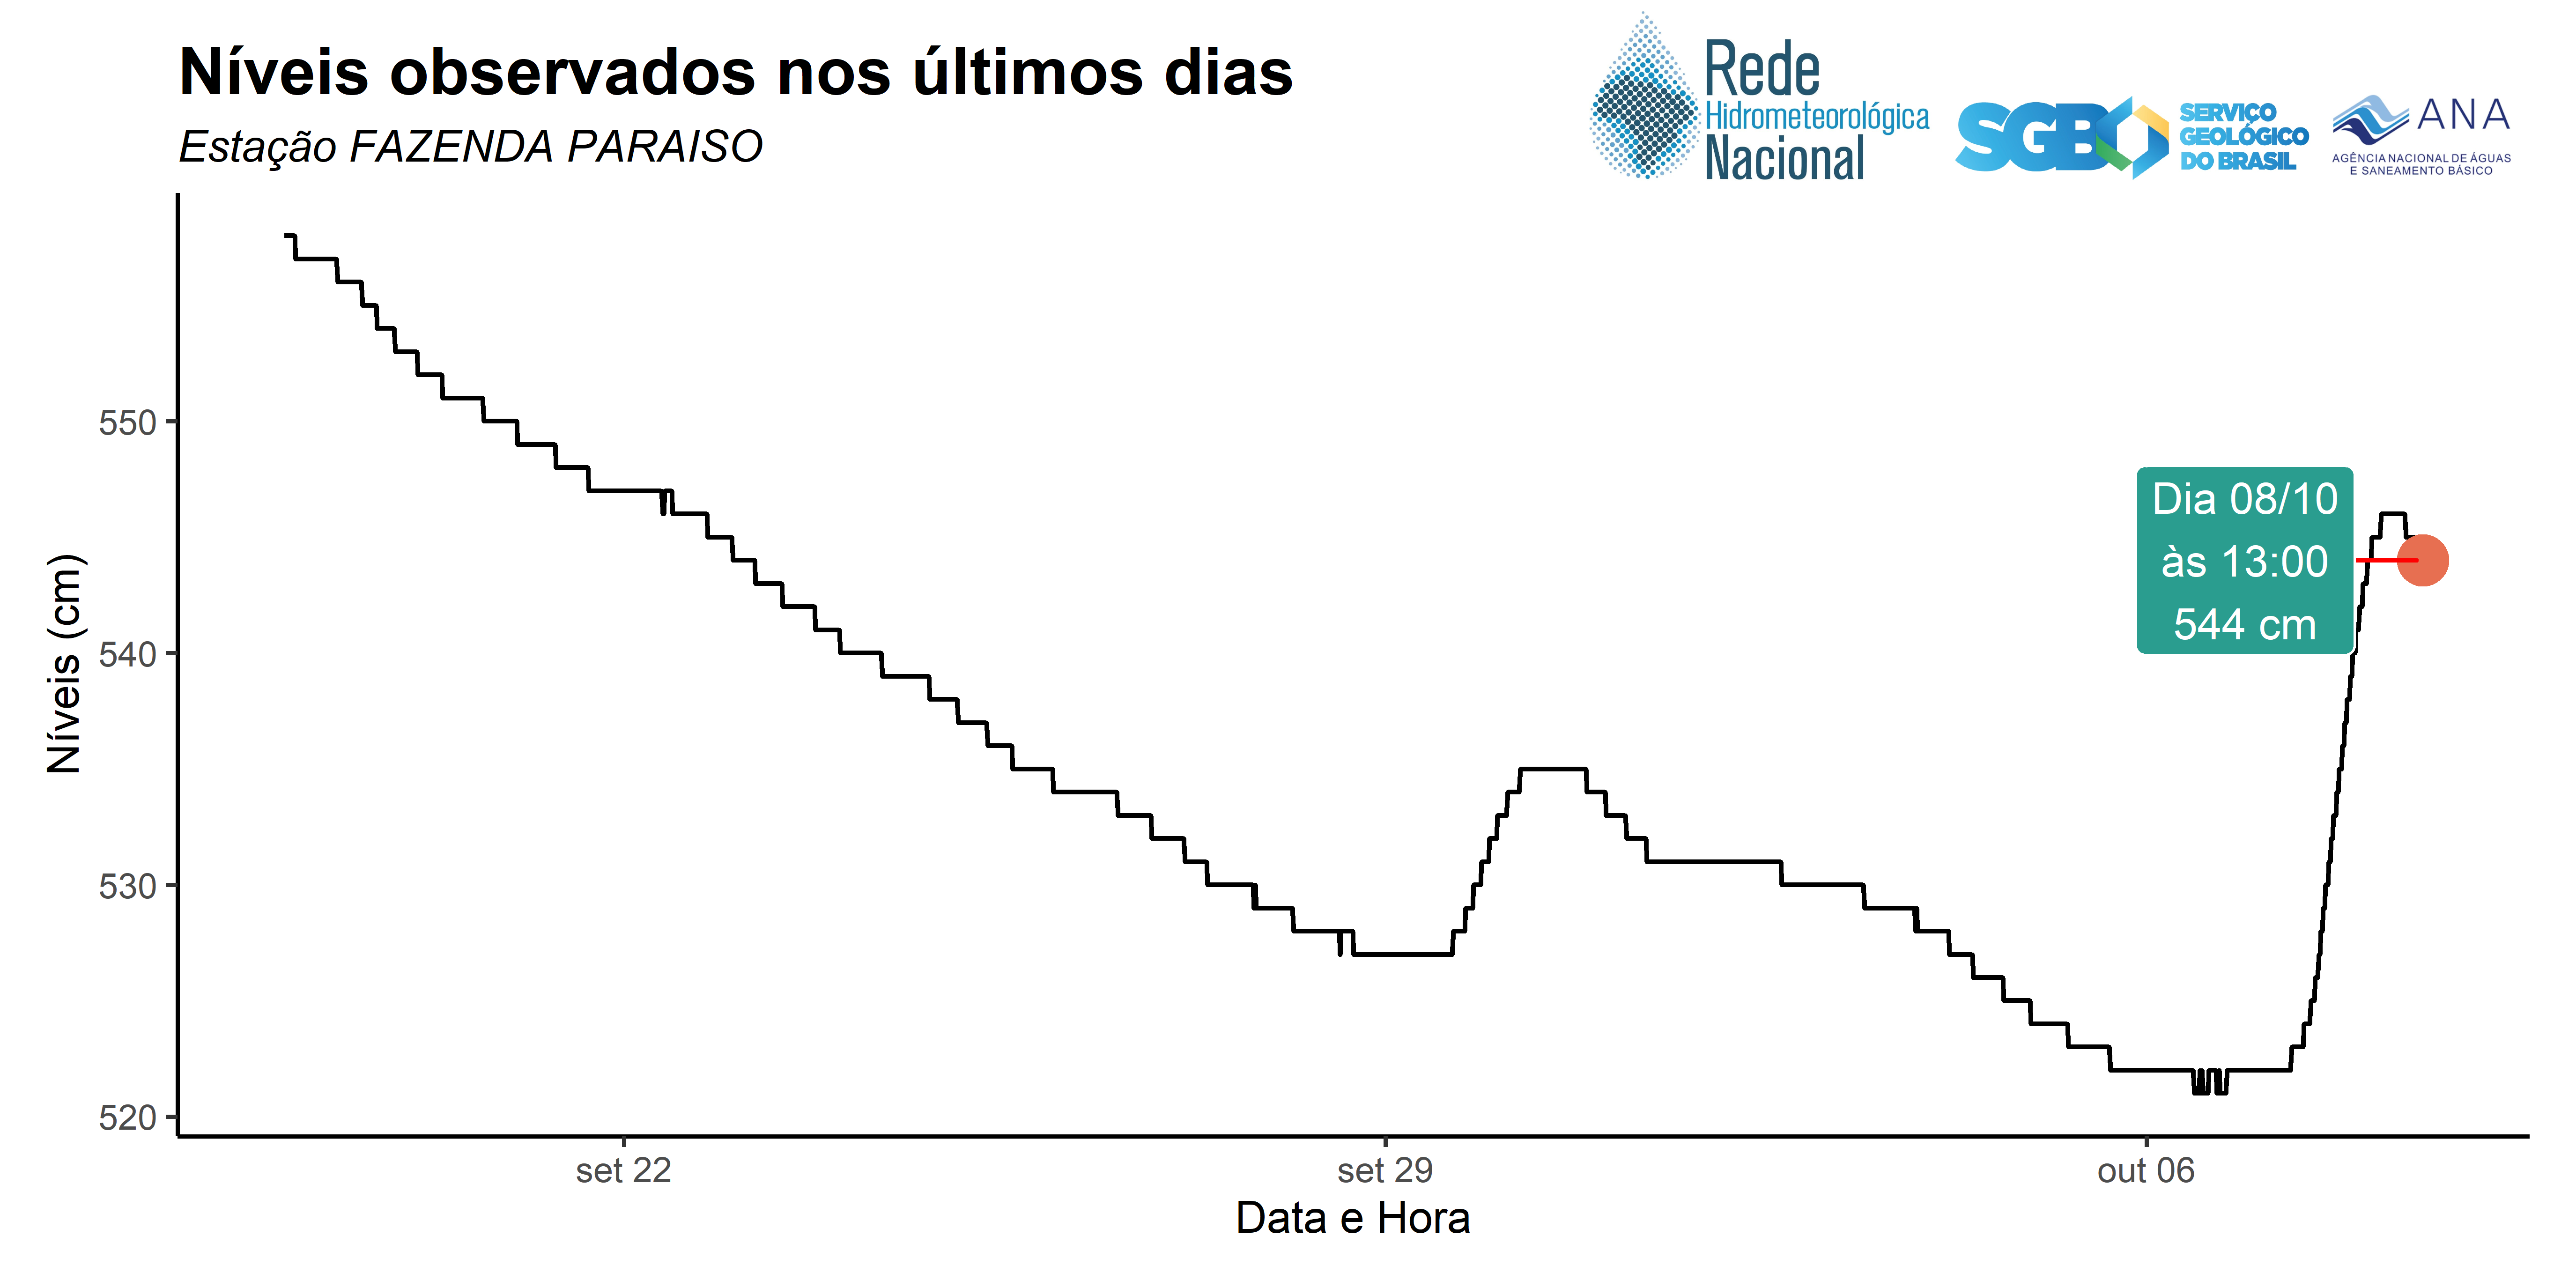 Níveis observados nos últimos dias
Estação FAZENDA PARAISO
Rede
Hidrometeorológica
Nacional
SGB
SERVIÇO
GEOLÓGICO
DO BRASIL
ANA
AGÊNCIA NACIONAL DE ÁGUAS
E SANEAMENTO BÁSICO
Níveis (cm)
550
540
530
520
Dia 08/10
às 13:00
544 cm
set 22
set 29
out 06
Data e Hora